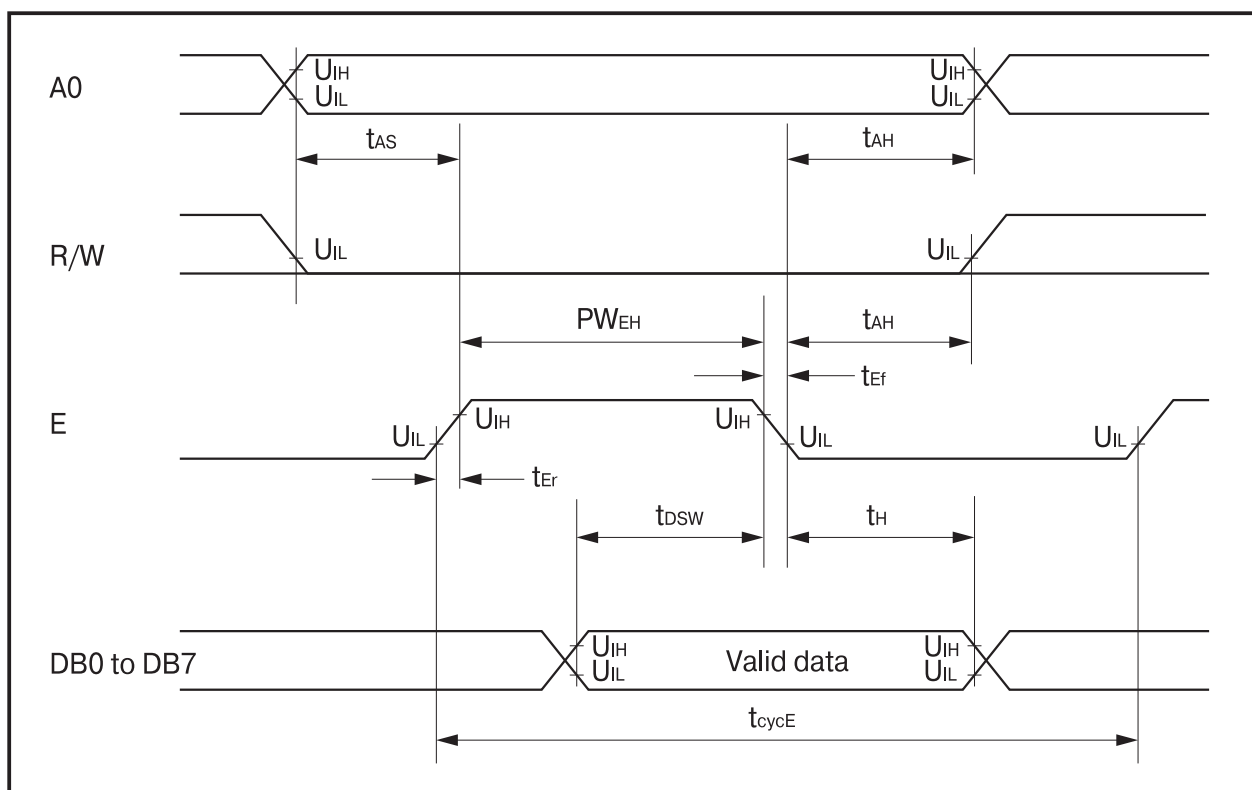 A0
UIH
UIL
UIH
UIL
tAS
tAH
R/W
UIL
UIL
PWEH
tAH
tEf
E
UIL
UIH
UIH
UIL
UIL
tEr
tDSW
tH
DB0 to DB7
UIH
UIL
Valid data
UIH
UIL
tcycE